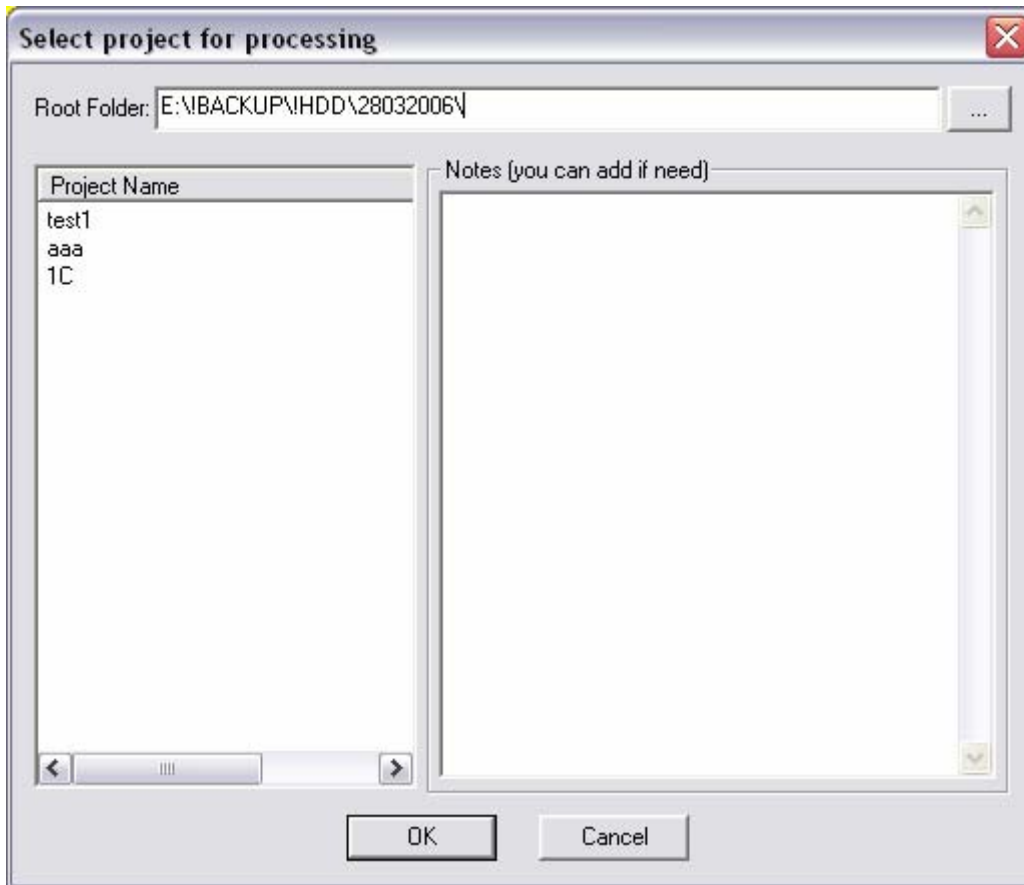 Select project for processing
Root Folder: E:\!BACKUP\!HDD\28032006\
...
Project Name
test1
aaa
1C
Notes (you can add if need)
OK
Cancel